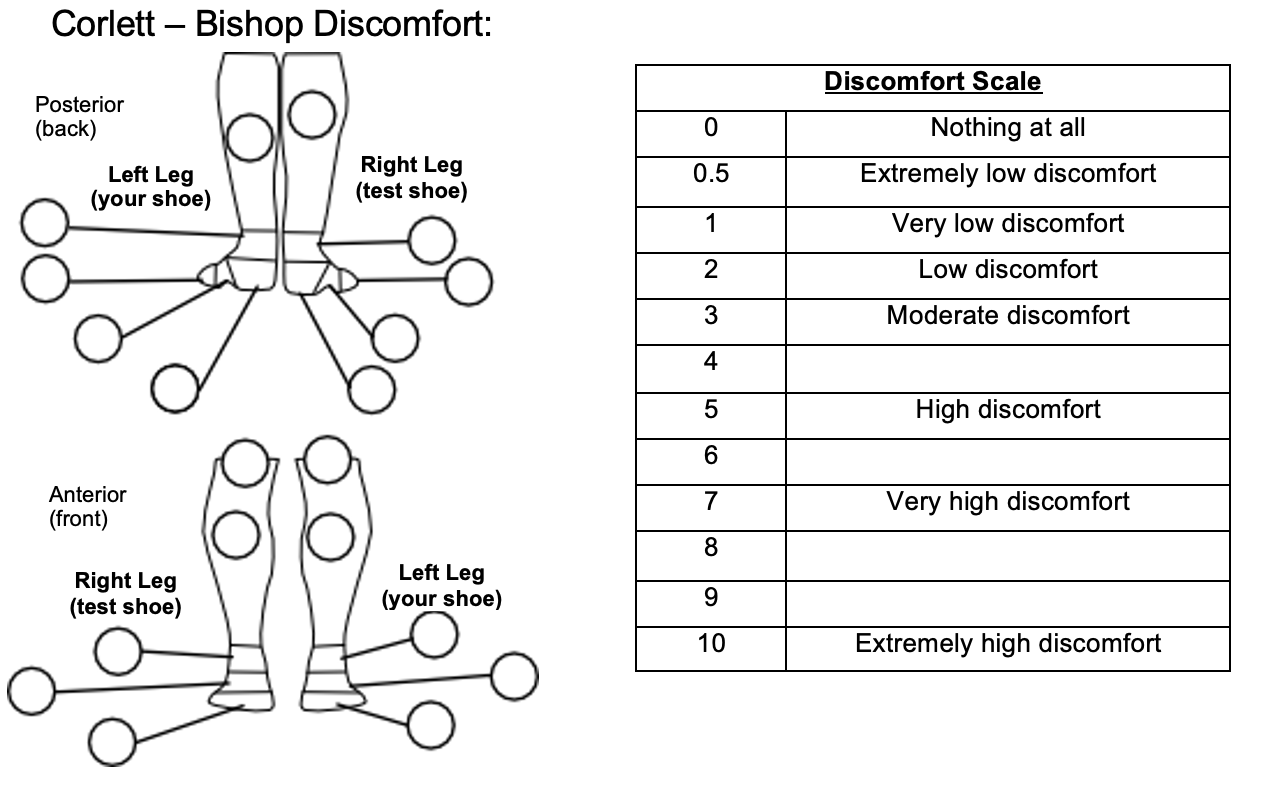 Corlett – Bishop Discomfort:
Posterior
(back)
Left Leg
(your shoe)
Right Leg
(test shoe)
Anterior
(front)
Right Leg
(test shoe)
Left Leg
(your shoe)
Discomfort Scale
0 Nothing at all
0.5 Extremely low discomfort
1 Very low discomfort
2 Low discomfort
3 Moderate discomfort
4
5 High discomfort
6
7 Very high discomfort
8
9
10 Extremely high discomfort